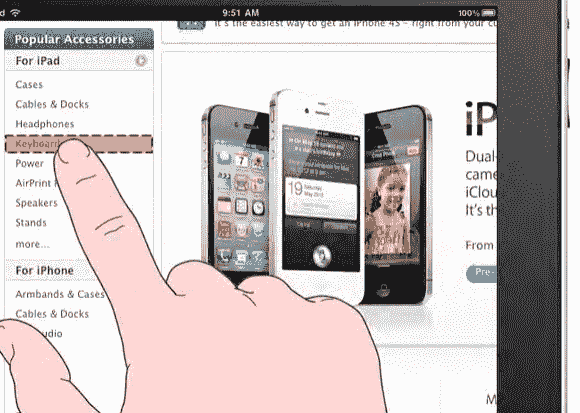 9:51 AM
100%
It's the easiest way to get an iPhone 4S – right from your
Popular Accessories
For iPad
Cases
Cables & Docks
Headphones
Power
AirPrint
Speakers
Stands
more...
For iPhone
Armbands & Cases
Cables & Docks
iP
Dual-
came
iClou
It's th
From
Pre-
19
M